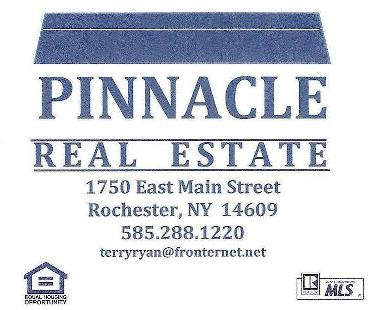 PINNACLE
REAL ESTATE
1750 East Main Street
Rochester, NY 14609
585.288.1220
terryryan@fronternet.net
EQUAL HOUSING
OPPORTUNITY
R
MLS